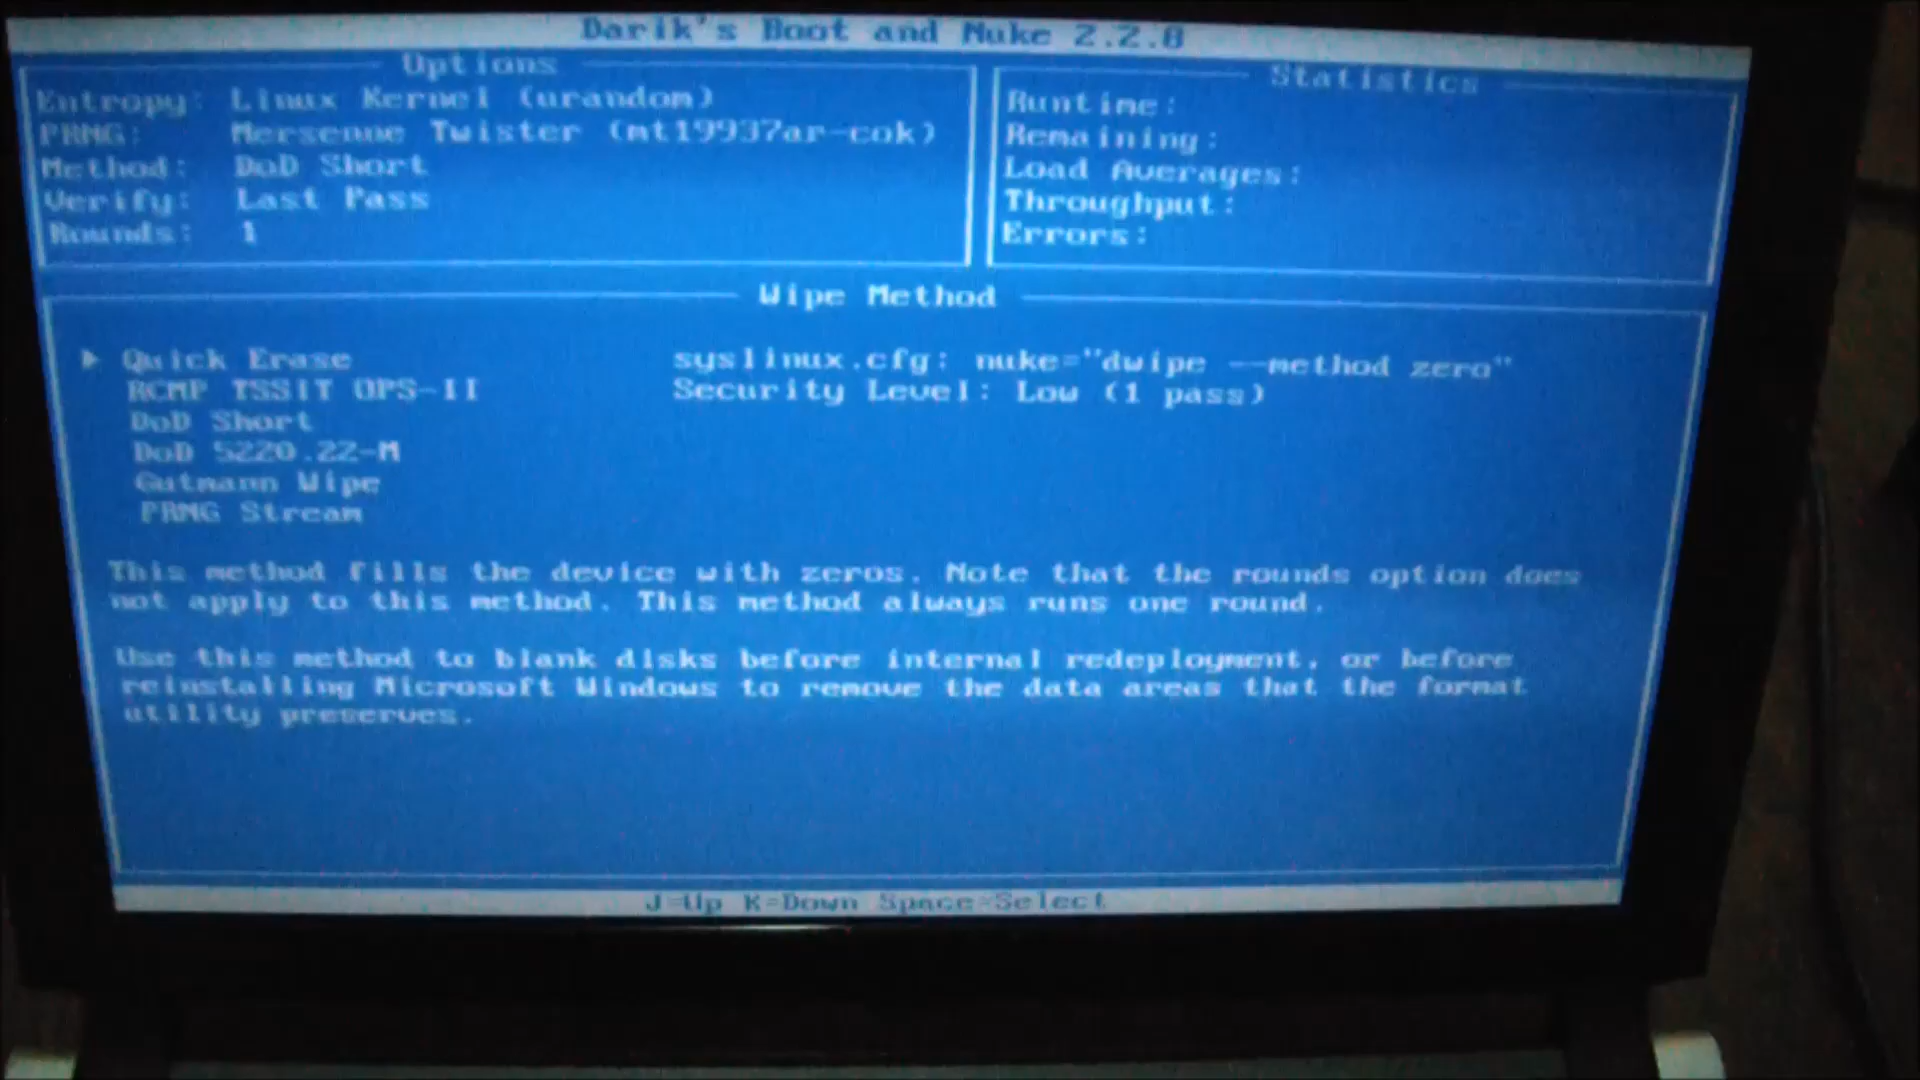 Darik's Boot and Nuke 2.2.8
Options
Entropy: Linux Kernel (urandom)
PRNG: Mersenne Twister (mt19937ar-cok)
Method: DoD Short
Verify: Last Pass
Rounds: 1
Statistics
Runtime:
Remaining:
Load Averages:
Throughput:
Errors:
Wipe Method
▶ Quick Erase syslinux.cfg: nuke="dwipe --method zero"
RCMP TSSIT OPS-II Security Level: Low (1 pass)
DoD Short
DoD 5220.22-M
Gutmann Wipe
PRNG Stream
This method fills the device with zeros. Note that the rounds option does
not apply to this method. This method always runs one round.
Use this method to blank disks before internal redeployment, or before
reinstalling Microsoft Windows to remove the data areas that the format
utility preserves.
J=Up K=Down Space=Select